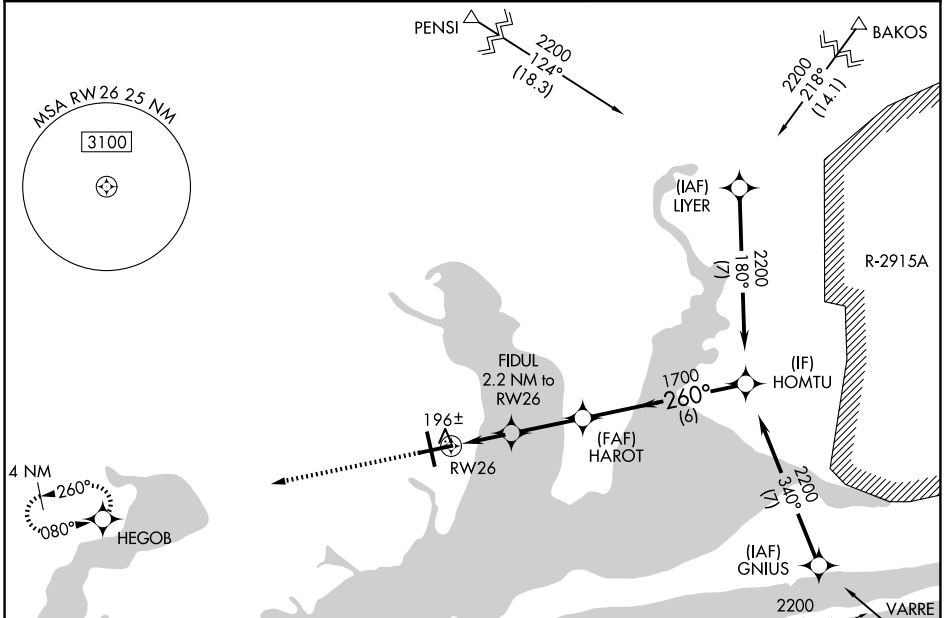 PENSI
2200
124°
(18.3)
BAKOS
2200
218°
(14.1)
MSA RW26 25 NM
3100
(IAF)
LIYER
2200
180°
(7)
R-2915A
FIDUL
2.2 NM to
RW26
1700
260°
(6)
(IF)
HOMTU
196±
RW26
(FAF)
HAROT
4 NM
260°
080°
HEGOB
2200
340°
(7)
(IAF)
GNIUS
2200
VARRE